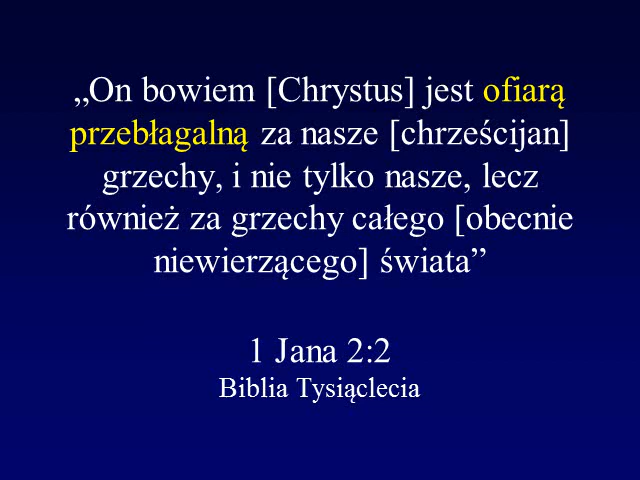 „On bowiem [Chrystus] jest ofiarą
przebłagalną za nasze [chrześcijan]
grzechy, i nie tylko nasze, lecz
również za grzechy całego [obecnie
niewierzącego] świata”
1 Jana 2:2
Biblia Tysiąclecia